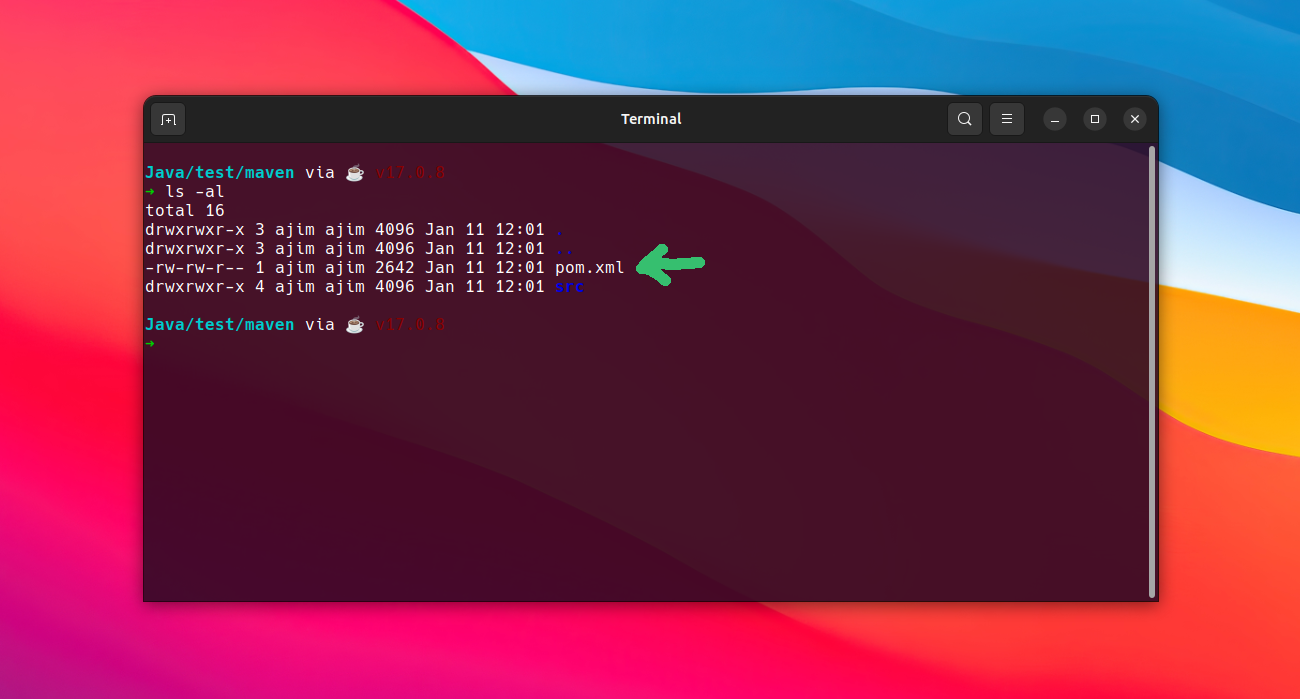 Terminal
Java/test/maven via ☕ v17.0.8
➜ ls -al
total 16
drwxrwxr-x 3 ajim ajim 4096 Jan 11 12:01 .
drwxrwxr-x 3 ajim ajim 4096 Jan 11 12:01 ..
-rw-rw-r-- 1 ajim ajim 2642 Jan 11 12:01 pom.xml
drwxrwxr-x 4 ajim ajim 4096 Jan 11 12:01 src
Java/test/maven via ☕ v17.0.8
➜